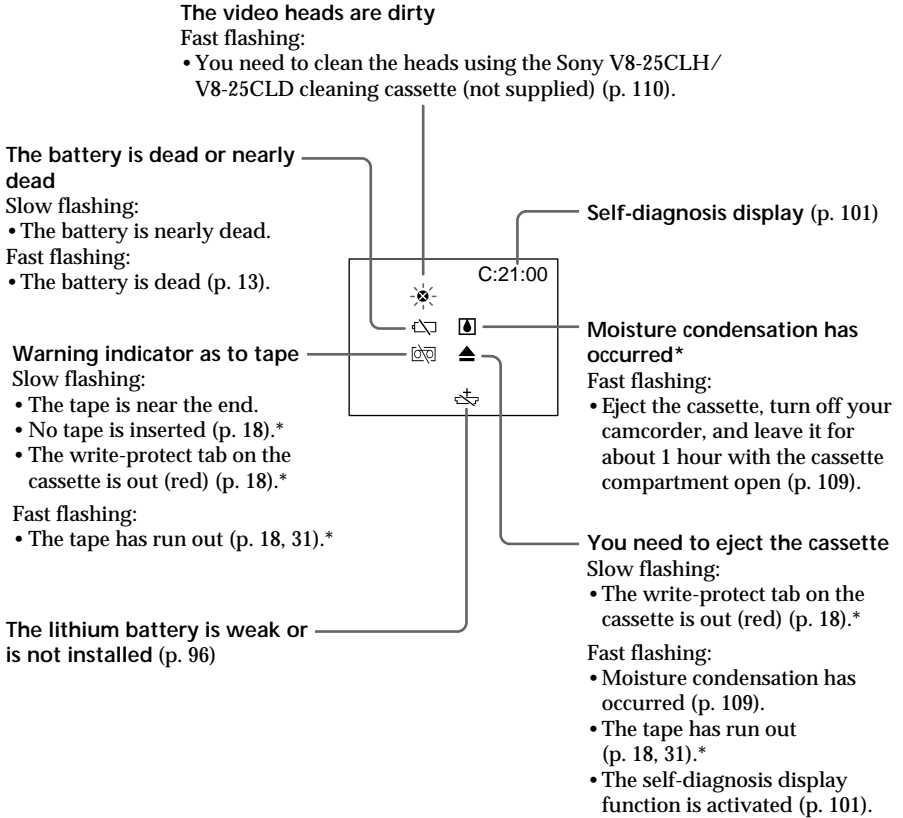 The video heads are dirty
Fast flashing:
•You need to clean the heads using the Sony V8-25CLH/
V8-25CLD cleaning cassette (not supplied) (p. 110).
The battery is dead or nearly
dead
Slow flashing:
•The battery is nearly dead.
Fast flashing:
•The battery is dead (p. 13).
Warning indicator as to tape
Slow flashing:
•The tape is near the end.
•No tape is inserted (p. 18).*
•The write-protect tab on the
cassette is out (red) (p. 18).*
Fast flashing:
•The tape has run out (p. 18, 31).*
The lithium battery is weak or
is not installed (p. 96)
C:21:00
Self-diagnosis display (p. 101)
Moisture condensation has
occurred*
Fast flashing:
•Eject the cassette, turn off your
camcorder, and leave it for
about 1 hour with the cassette
compartment open (p. 109).
You need to eject the cassette
Slow flashing:
•The write-protect tab on the
cassette is out (red) (p. 18).*
Fast flashing:
•Moisture condensation has
occurred (p. 109).
•The tape has run out
(p. 18, 31).*
•The self-diagnosis display
function is activated (p. 101).